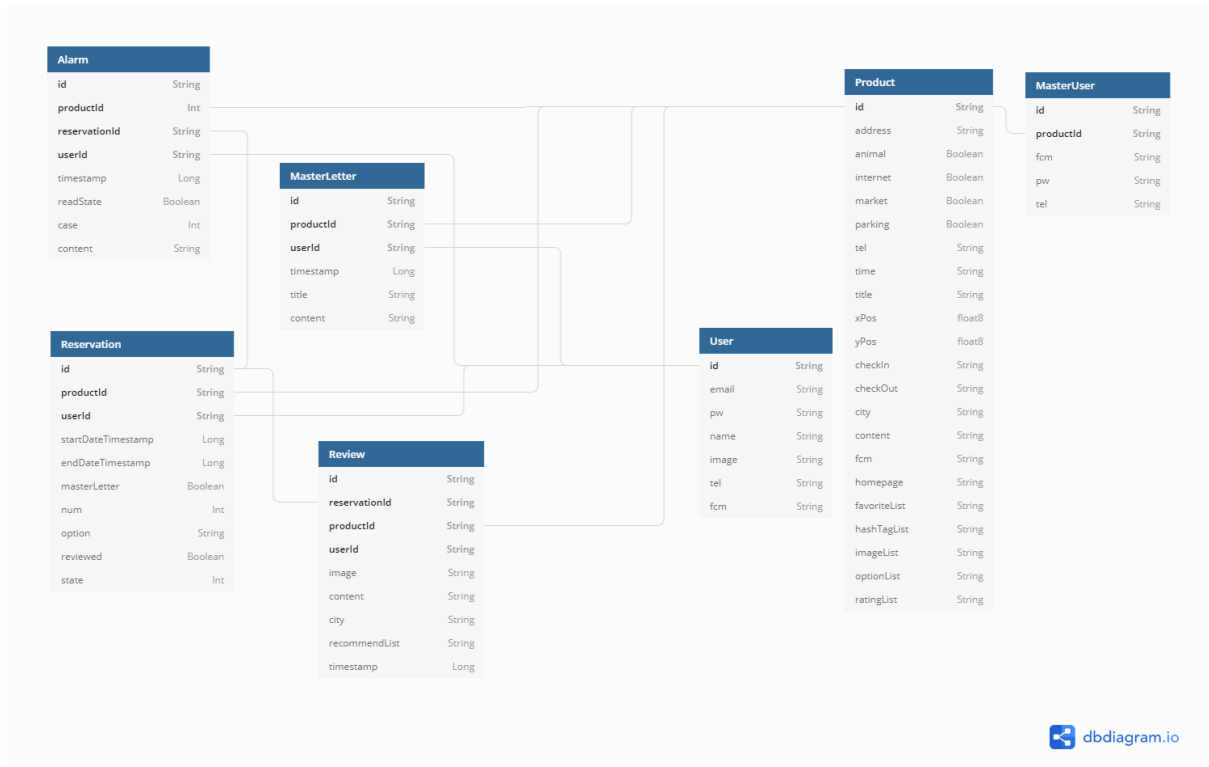 Alarm
id String
productId Int
reservationId String
userId String
timestamp Long
readState Boolean
case Int
content String
MasterLetter
id String
productId String
userId String
timestamp Long
title String
content String
Reservation
id String
productId String
userId String
startDateTimestamp Long
endDateTimestamp Long
masterLetter Boolean
num Int
option String
reviewed Boolean
state Int
Review
id String
reservationId String
productId String
userId String
image String
content String
city String
recommendList String
timestamp Long
User
id String
email String
pw String
name String
image String
tel String
fcm String
Product
id String
address String
animal Boolean
internet Boolean
market Boolean
parking Boolean
tel String
time String
title String
xPos float8
yPos float8
checkIn String
checkOut String
city String
content String
fcm String
homepage String
favoriteList String
hashTagList String
imageList String
optionList String
ratingList String
MasterUser
id String
productId String
fcm String
pw String
tel String
dbdiagram.io